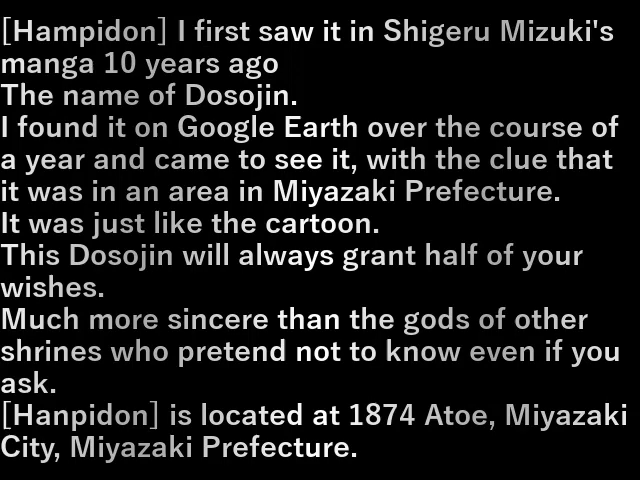 [Hampidon] I first saw it in Shigeru Mizuki's
manga 10 years ago
The name of Dosojin.
I found it on Google Earth over the course of
a year and came to see it, with the clue that
it was in an area in Miyazaki Prefecture.
It was just like the cartoon.
This Dosojin will always grant half of your
wishes.
Much more sincere than the gods of other
shrines who pretend not to know even if you
ask.
[Hanpidon] is located at 1874 Atoe, Miyazaki
City, Miyazaki Prefecture.